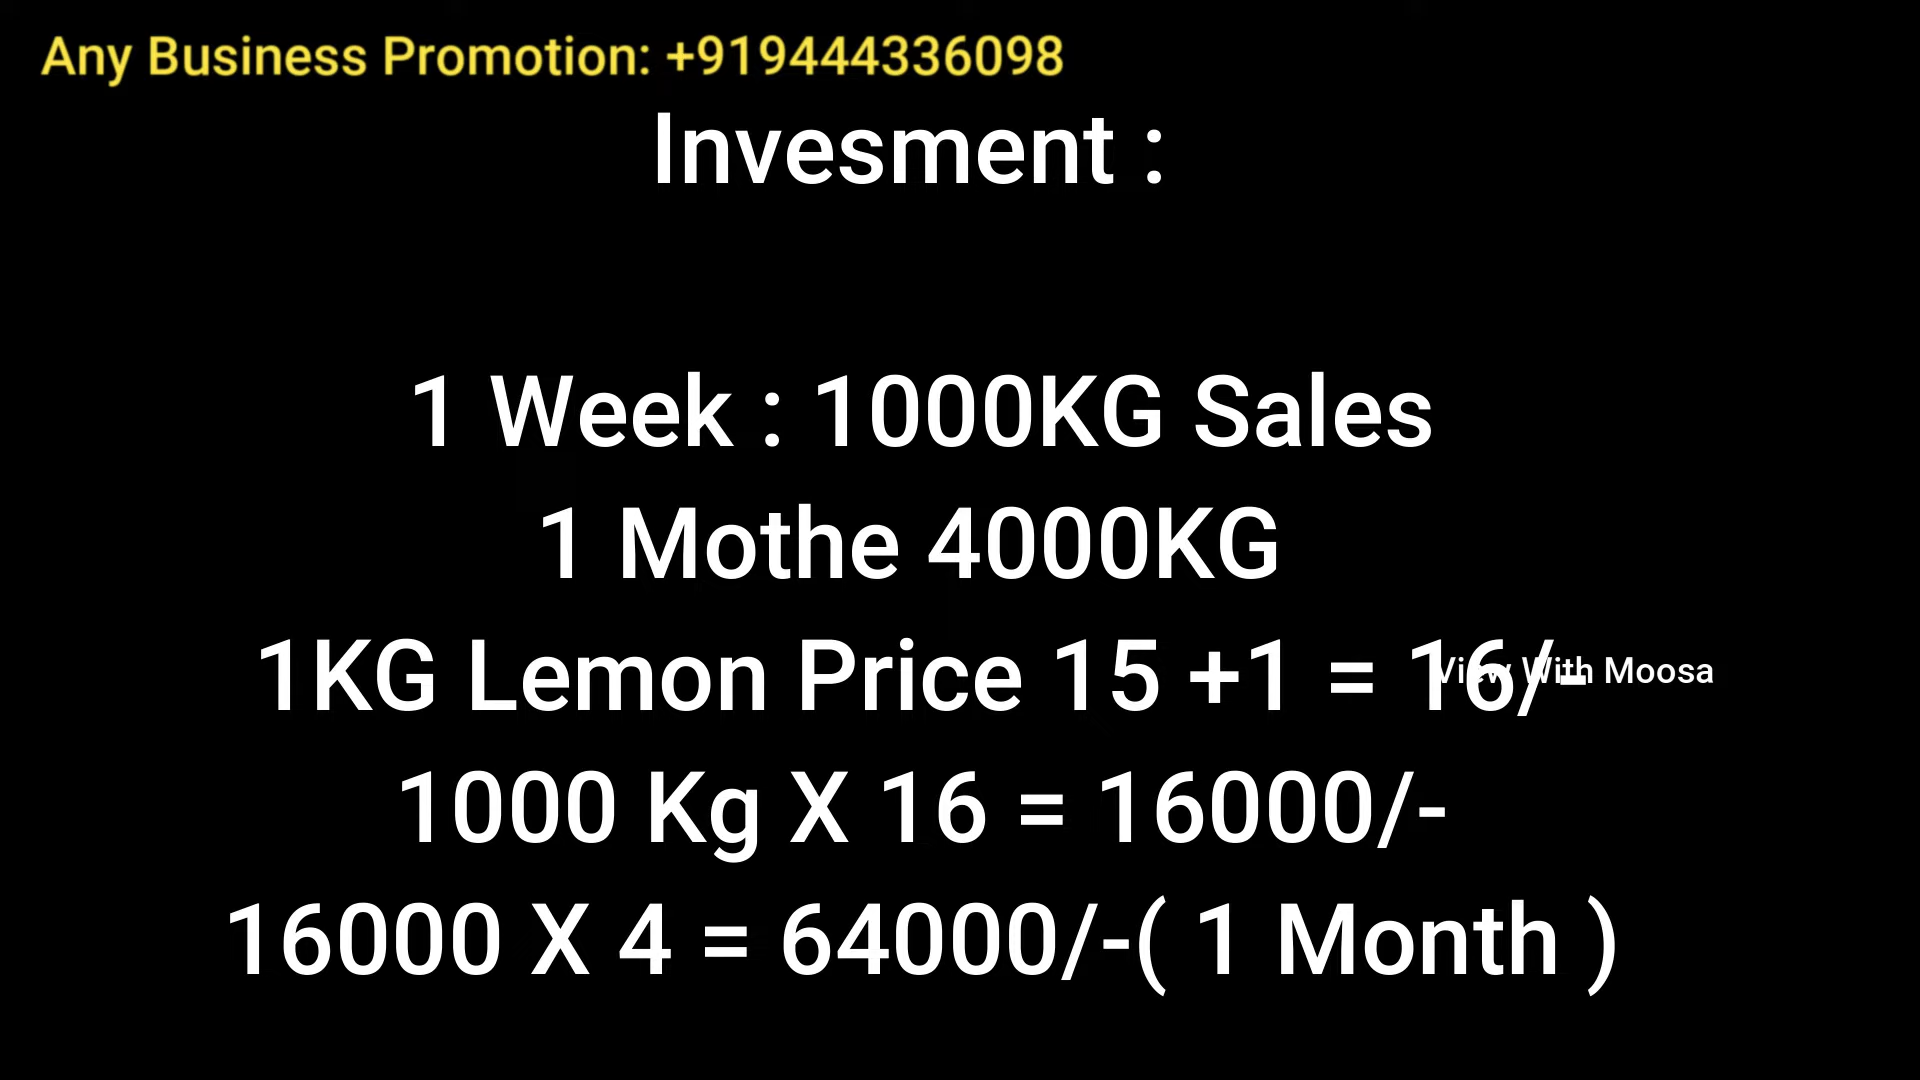 Any Business Promotion: +919444336098
Invesment :
1 Week : 1000KG Sales
1 Mothe 4000KG
1KG Lemon Price 15 +1 = 16/-
View With Moosa
1000 Kg X 16 = 16000/-
16000 X 4 = 64000/-( 1 Month )